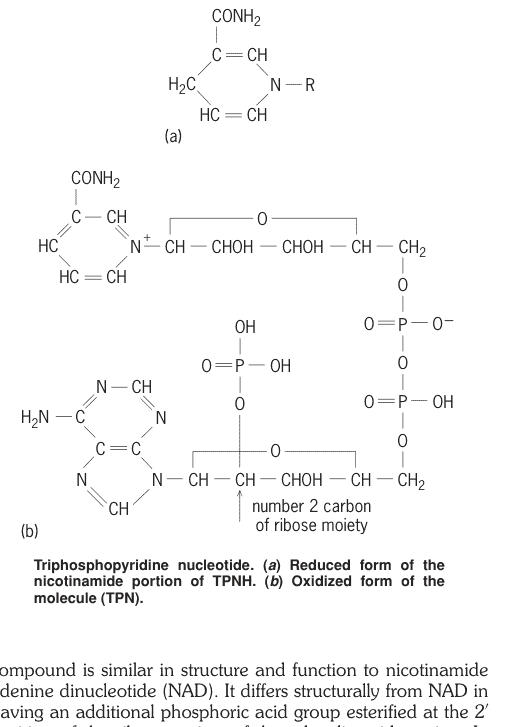 CONH2
C=CH
H2C N—R
HC=CH
(a)
CONH2
C—CH O
HC N+—CH—CHOH—CHOH—CH—CH2
HC=CH O
O=P—O−
OH O
O=P—OH
O=P—OH
N—CH O
H2N—C N O
C=C O
N N—CH—CH—CHOH—CH—CH2
CH number 2 carbon
of ribose moiety
(b)
Triphosphopyridine nucleotide. (a) Reduced form of the
nicotinamide portion of TPNH. (b) Oxidized form of the
molecule (TPN).
ompound is similar in structure and function to nicotinamide
denine dinucleotide (NAD). It differs structurally from NAD in
aving an additional phosphoric acid group esterified at the 2′